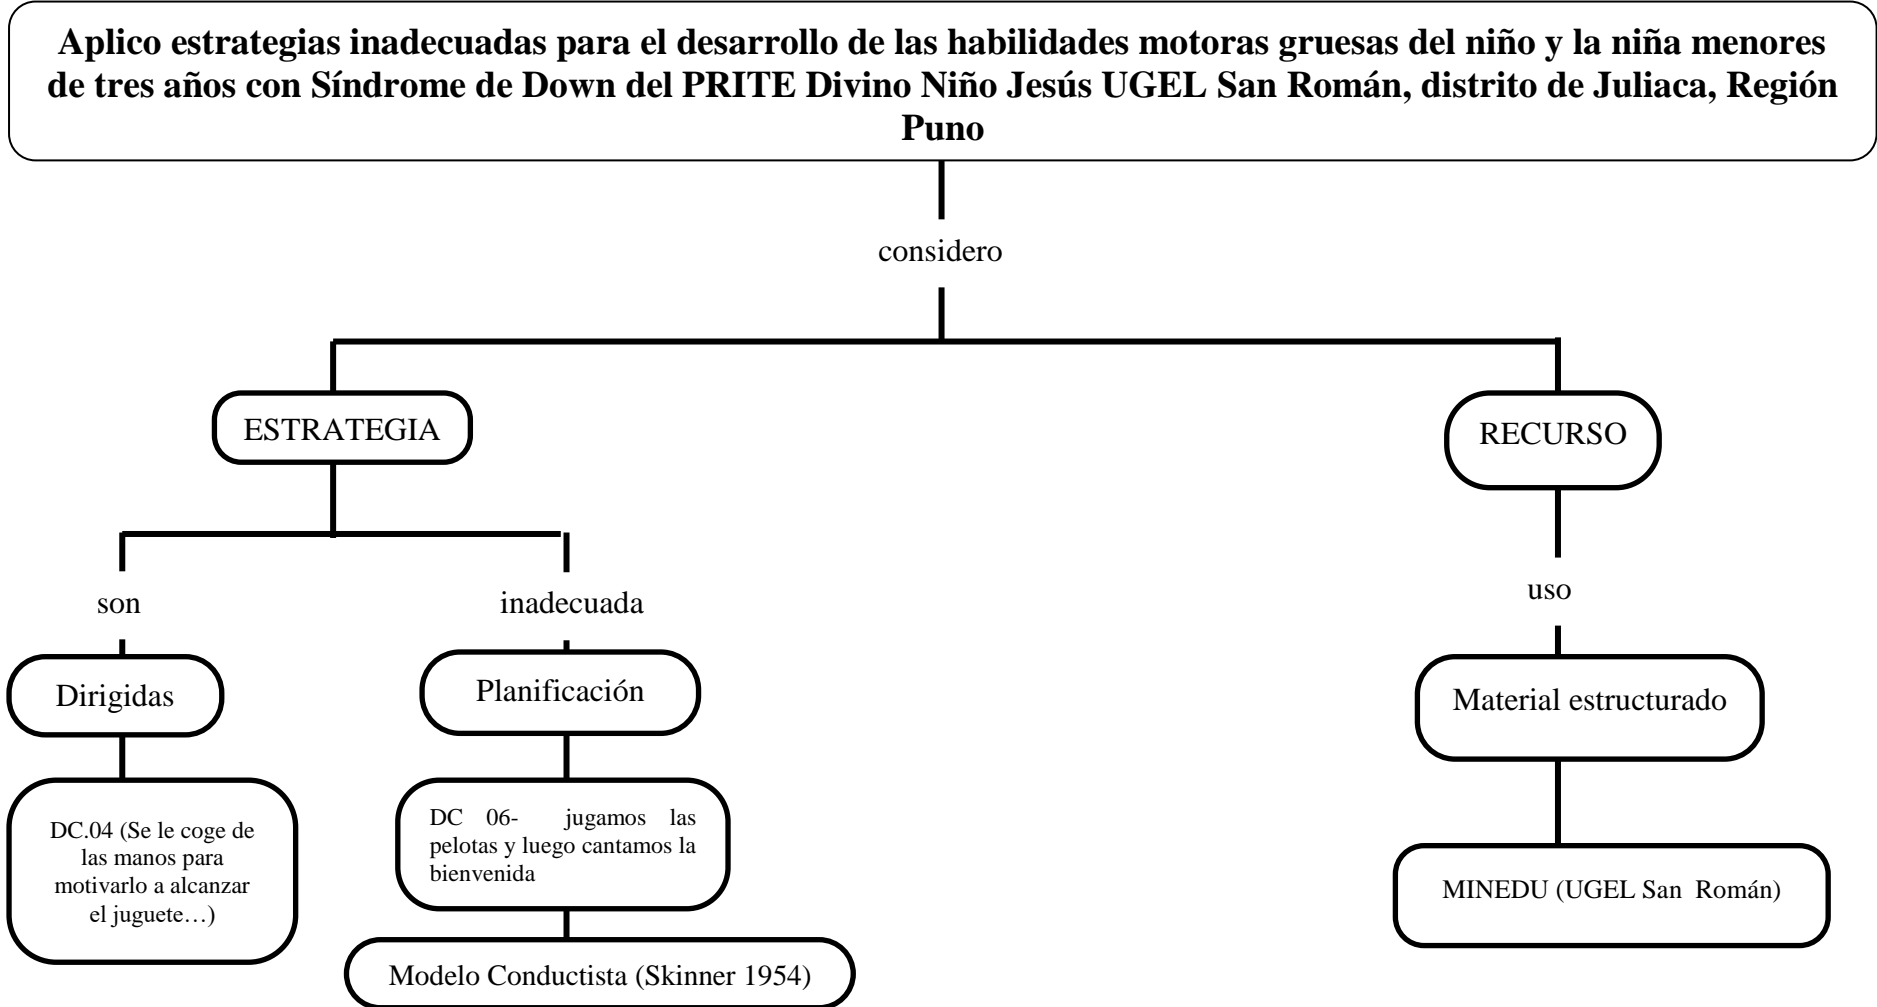 Aplico estrategias inadecuadas para el desarrollo de las habilidades motoras gruesas del niño y la niña menores
de tres años con Síndrome de Down del PRITE Divino Niño Jesús UGEL San Román, distrito de Juliaca, Región
Puno
considero
ESTRATEGIA
RECURSO
son
inadecuada
uso
Dirigidas
Planificación
Material estructurado
DC.04 (Se le coge de
las manos para
motivarlo a alcanzar
el juguete…)
DC 06- jugamos las
pelotas y luego cantamos la
bienvenida
MINEDU (UGEL San Román)
Modelo Conductista (Skinner 1954)